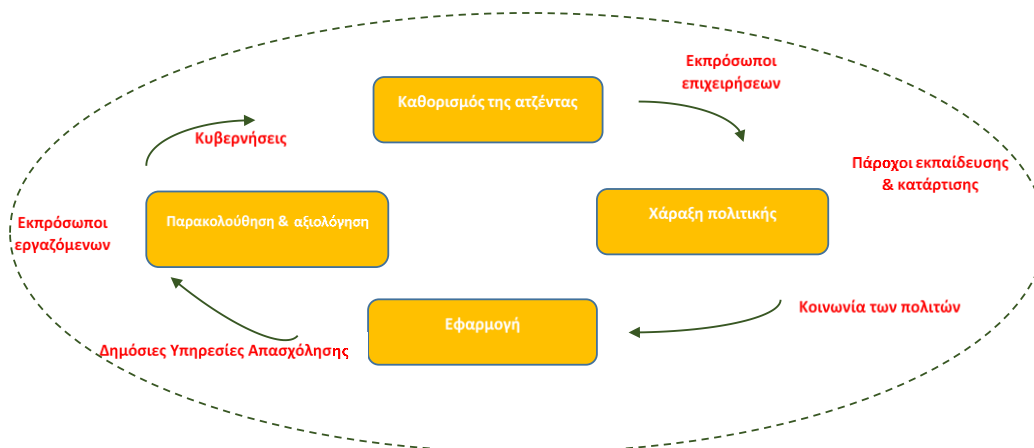 Εκπρόσωποι
επιχειρήσεων
Καθορισμός της ατζέντας
Κυβερνήσεις
Πάροχοι εκπαίδευσης
& κατάρτισης
Χάραξη πολιτικής
Παρακολούθηση & αξιολόγηση
Εκπρόσωποι
εργαζόμενων
Κοινωνία των πολιτών
Εφαρμογή
Δημόσιες Υπηρεσίες Απασχόλησης